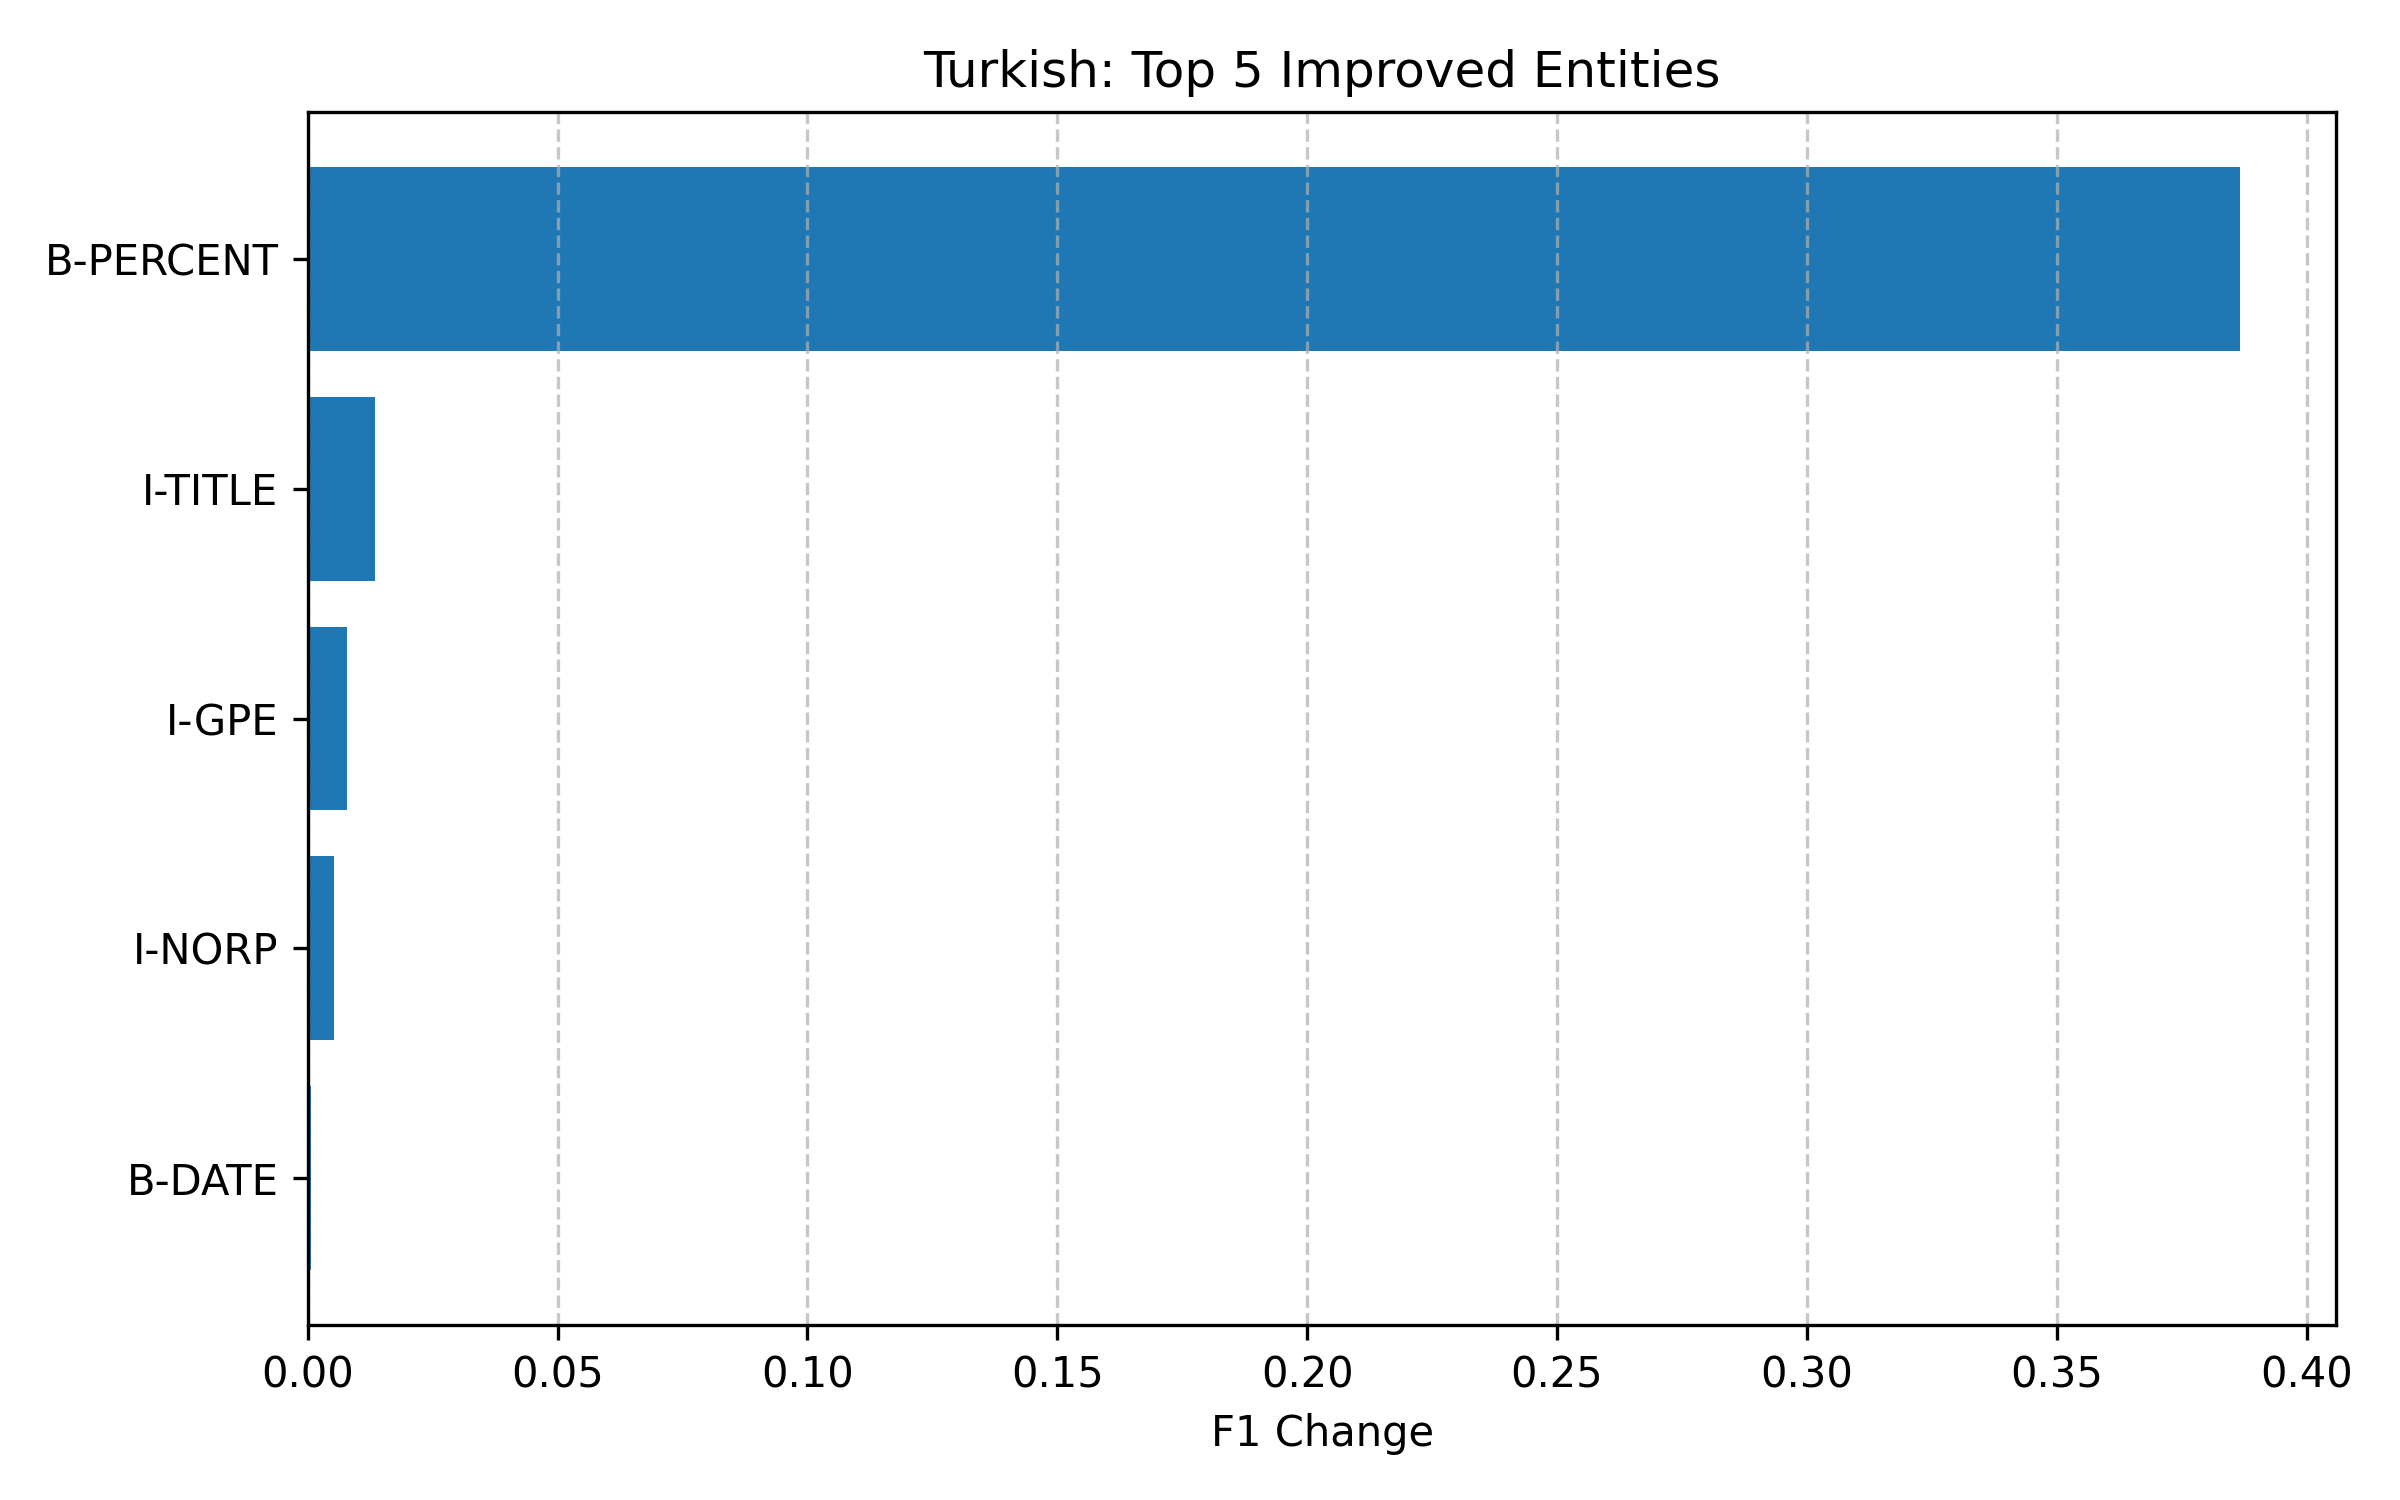 Turkish: Top 5 Improved Entities
B-PERCENT
I-TITLE
I-GPE
I-NORP
B-DATE
0.00 0.05 0.10 0.15 0.20 0.25 0.30 0.35 0.40
F1 Change